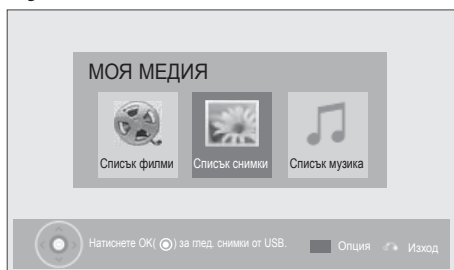 МОЯ МЕДИЯ
Списък филми Списък снимки Списък музика
Натиснете OK( ) за глед. снимки от USB. Опция Изход